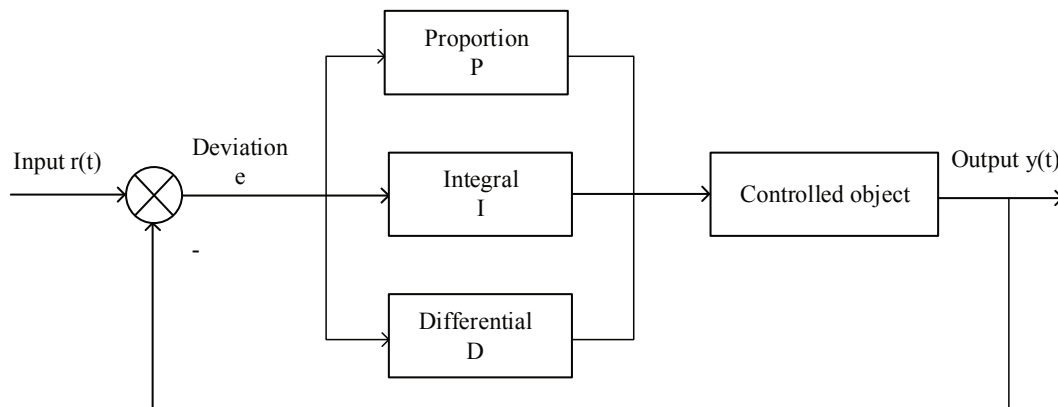 Proportion
P
Input r(t)
Deviation
e
Integral
I
Controlled object
Output y(t)
-
Differential
D